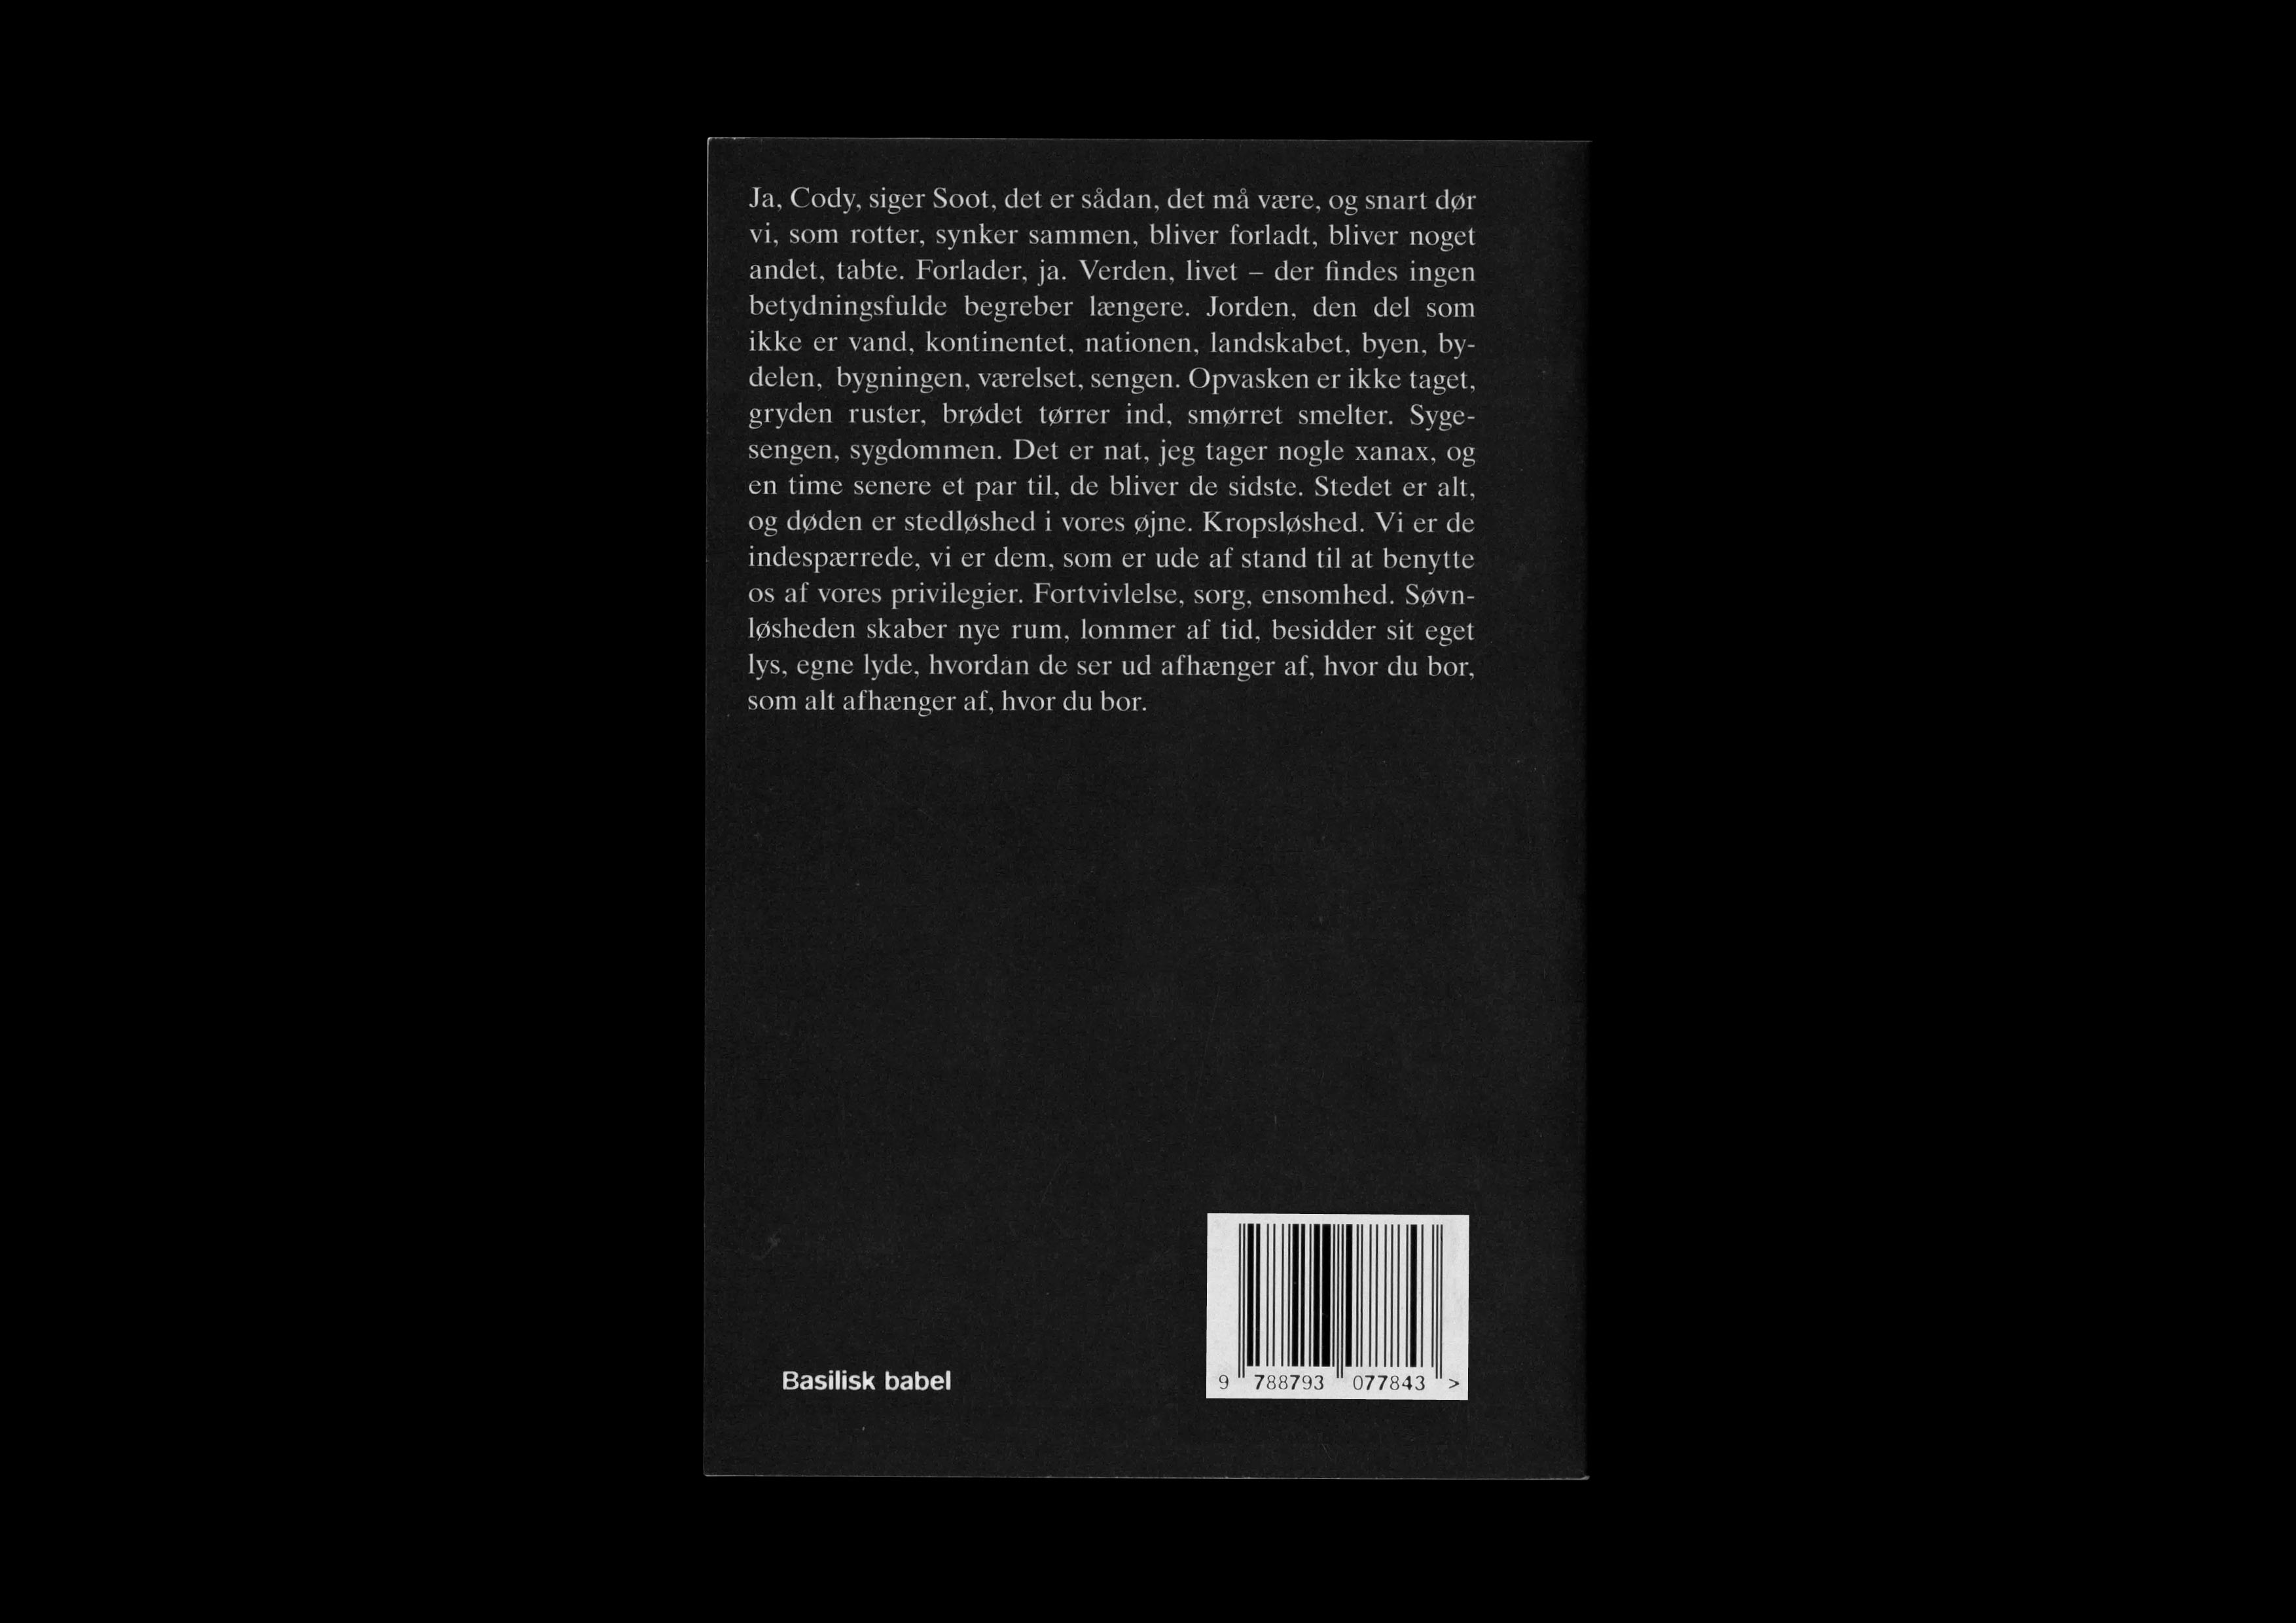 Ja, Cody, siger Soot, det er sådan, det må være, og snart dør
vi, som rotter, synker sammen, bliver forladt, bliver noget
andet, tabte. Forlader, ja. Verden, livet – der findes ingen
betydningsfulde begreber længere. Jorden, den del som
ikke er vand, kontinentet, nationen, landskabet, byen, by-
delen, bygningen, værelset, sengen. Opvasken er ikke taget,
gryden ruster, brødet tørrer ind, smørret smelter. Syge-
sengen, sygdommen. Det er nat, jeg tager nogle xanax, og
en time senere et par til, de bliver de sidste. Stedet er alt,
og døden er stedløshed i vores øjne. Kropsløshed. Vi er de
indespærrede, vi er dem, som er ude af stand til at benytte
os af vores privilegier. Fortvivlelse, sorg, ensomhed. Søvn-
løsheden skaber nye rum, lommer af tid, besidder sit eget
lys, egne lyde, hvordan de ser ud afhænger af, hvor du bor,
som alt afhænger af, hvor du bor.
Basilisk babel
9 788793 077843 >